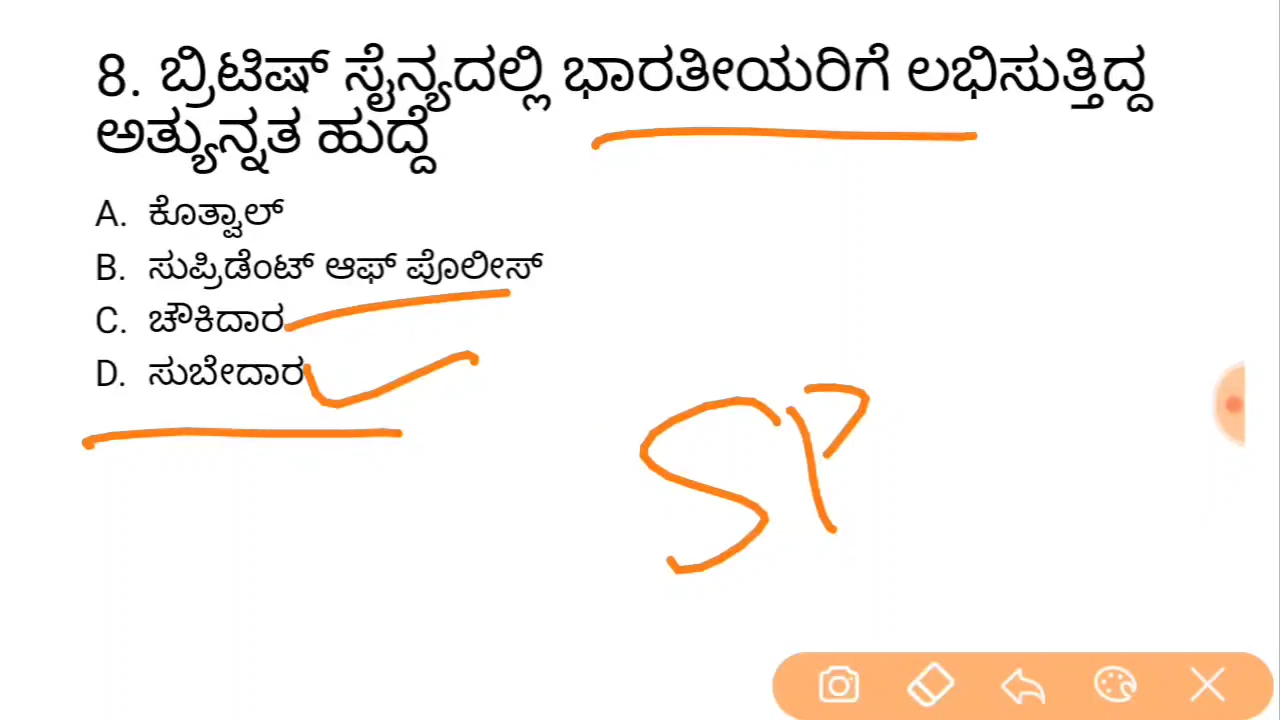 8. ಬ್ರಿಟಿಷ್ ಸೈನ್ಯದಲ್ಲಿ ಭಾರತೀಯರಿಗೆ ಲಭಿಸುತ್ತಿದ್ದ
ಅತ್ಯುನ್ನತ ಹುದ್ದೆ
A. ಕೊತ್ವಾಲ್
B. ಸುಪ್ರಿಡೆಂಟ್ ಆಫ್ ಪೊಲೀಸ್
C. ಚೌಕಿದಾರ
D. ಸುಬೇದಾರ
SP